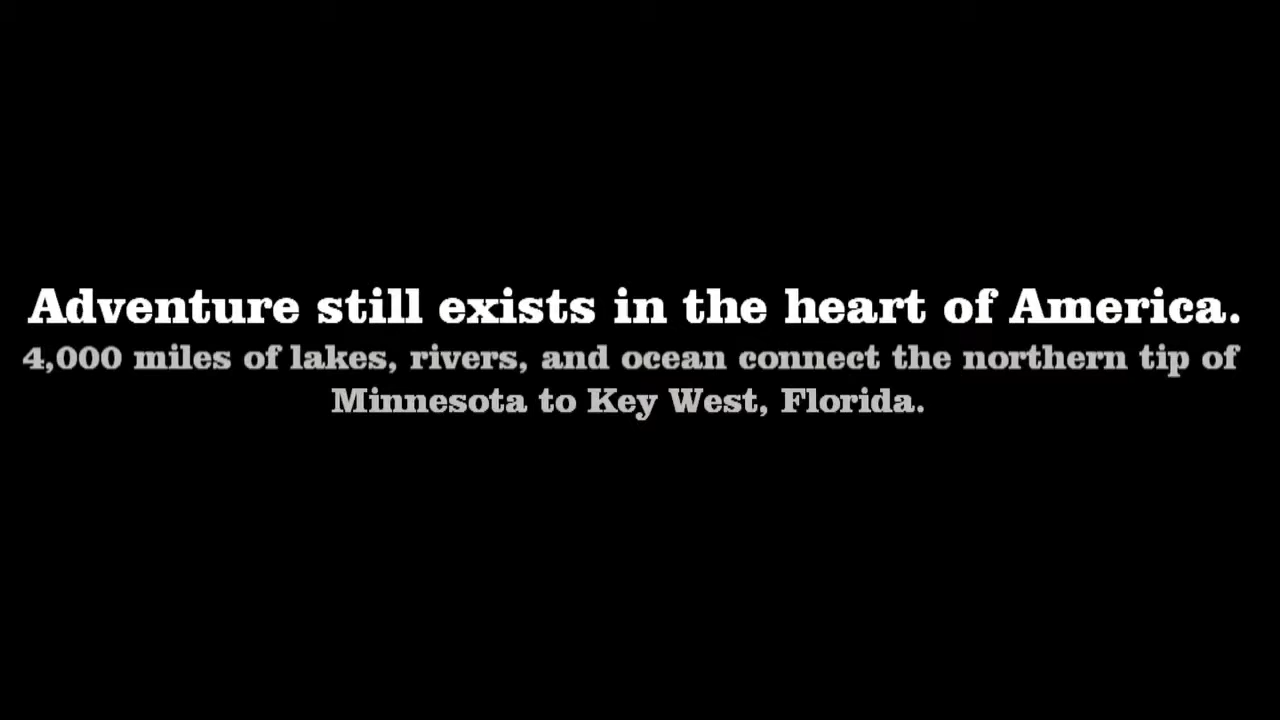 Adventure still exists in the heart of America.
4,000 miles of lakes, rivers, and ocean connect the northern tip of
Minnesota to Key West, Florida.